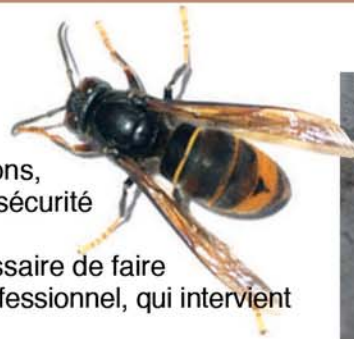 ons,
sécurité
ssaire de faire
fessionnel, qui intervient